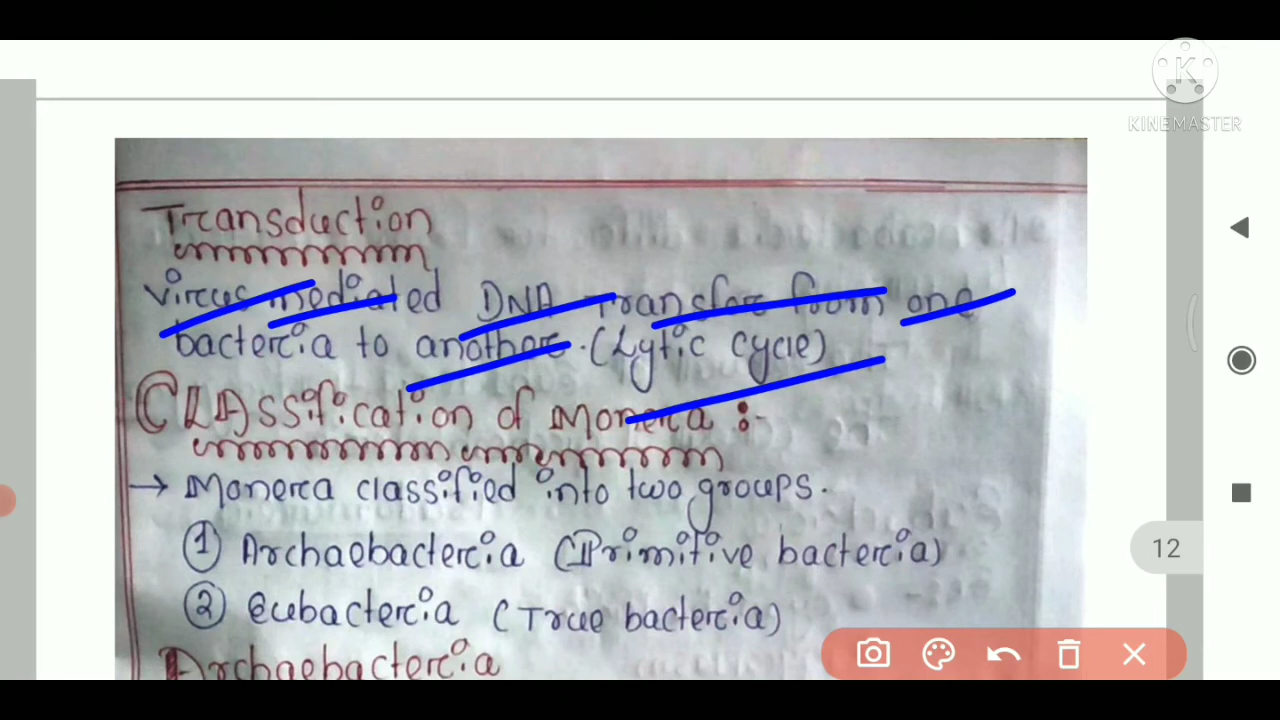 KINEMASTER
Transduction
Virus mediated DNA Transfer from one
bacteria to another. (Lytic cycle)
CLAssification of Monera :-
→ Monera classified into two groups.
① Archaebacteria (Primitive bacteria)
② Eubacteria (True bacteria)
Archaebacteria
12